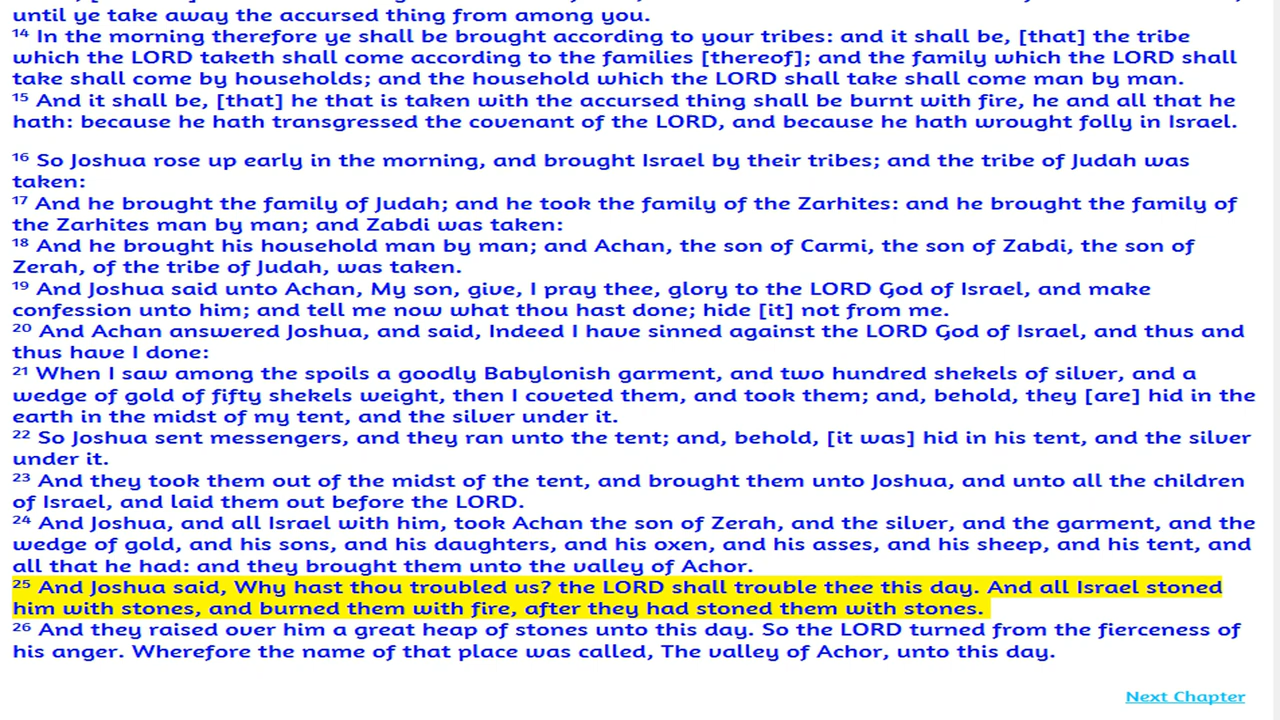 until ye take away the accursed thing from among you.
¹⁴ In the morning therefore ye shall be brought according to your tribes: and it shall be, [that] the tribe
which the LORD taketh shall come according to the families [thereof]; and the family which the LORD shall
take shall come by households; and the household which the LORD shall take shall come man by man.
¹⁵ And it shall be, [that] he that is taken with the accursed thing shall be burnt with fire, he and all that he
hath: because he hath transgressed the covenant of the LORD, and because he hath wrought folly in Israel.
¹⁶ So Joshua rose up early in the morning, and brought Israel by their tribes; and the tribe of Judah was
taken:
¹⁷ And he brought the family of Judah; and he took the family of the Zarhites: and he brought the family of
the Zarhites man by man; and Zabdi was taken:
¹⁸ And he brought his household man by man; and Achan, the son of Carmi, the son of Zabdi, the son of
Zerah, of the tribe of Judah, was taken.
¹⁹ And Joshua said unto Achan, My son, give, I pray thee, glory to the LORD God of Israel, and make
confession unto him; and tell me now what thou hast done; hide [it] not from me.
²⁰ And Achan answered Joshua, and said, Indeed I have sinned against the LORD God of Israel, and thus and
thus have I done:
²¹ When I saw among the spoils a goodly Babylonish garment, and two hundred shekels of silver, and a
wedge of gold of fifty shekels weight, then I coveted them, and took them; and, behold, they [are] hid in the
earth in the midst of my tent, and the silver under it.
²² So Joshua sent messengers, and they ran unto the tent; and, behold, [it was] hid in his tent, and the silver
under it.
²³ And they took them out of the midst of the tent, and brought them unto Joshua, and unto all the children
of Israel, and laid them out before the LORD.
²⁴ And Joshua, and all Israel with him, took Achan the son of Zerah, and the silver, and the garment, and the
wedge of gold, and his sons, and his daughters, and his oxen, and his asses, and his sheep, and his tent, and
all that he had: and they brought them unto the valley of Achor.
²⁵ And Joshua said, Why hast thou troubled us? the LORD shall trouble thee this day. And all Israel stoned
him with stones, and burned them with fire, after they had stoned them with stones.
²⁶ And they raised over him a great heap of stones unto this day. So the LORD turned from the fierceness of
his anger. Wherefore the name of that place was called, The valley of Achor, unto this day.
Next Chapter